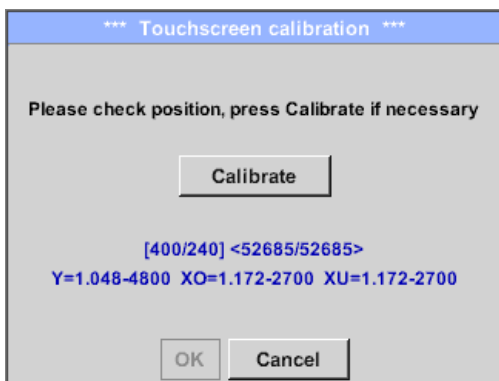 *** Touchscreen calibration ***
Please check position, press Calibrate if necessary
Calibrate
[400/240] <52685/52685>
Y=1.048-4800 XO=1.172-2700 XU=1.172-2700
OK Cancel